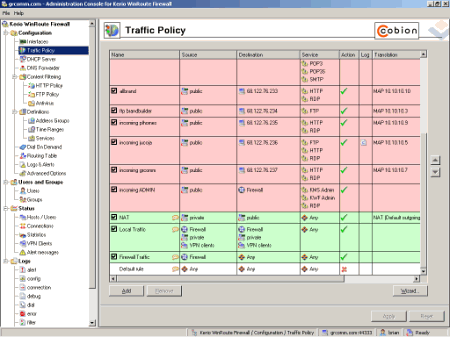 grcomm.com - Administration Console for Kerio WinRoute Firewall
File Help
Kerio WinRoute Firewall
Configuration
Interfaces
Traffic Policy
DHCP Server
DNS Forwarder
Content Filtering
HTTP Policy
FTP Policy
Antivirus
Definitions
Address Groups
Time Ranges
Services
Dial On Demand
Routing Table
Logs & Alerts
Advanced Options
Users and Groups
Users
Groups
Status
Hosts / Users
Connections
Statistics
VPN Clients
Alert messages
Logs
alert
config
connection
debug
dial
error
filter
Traffic Policy
Cobion
Name Source Destination Service Action Log Translation
POP3
POP3S
SMTP
allbrand public 68.122.76.233 HTTP MAP 10.10.10.10
RDP
ftp brandbuilder public 68.122.76.234 FTP MAP 10.10.10.3
incoming phones public 68.122.76.235 HTTP MAP 10.10.10.9
RDP
incoming public 68.122.76.236 FTP MAP 10.10.10.5
HTTP
RDP
incoming grcomm public 68.122.76.237 HTTP MAP 10.10.10.7
RDP
incoming ADMIN public Firewall KMS Admin
KWF Admin
RDP
NAT private public Any NAT (Default outgoing
Local Traffic Firewall Firewall Any
private private
VPN clients VPN clients
Firewall Traffic Firewall Any Any
Default rule Any Any Any
Add Remove Wizard...
Apply Reset
Kerio WinRoute Firewall / Configuration / Traffic Policy grcomm.com:44333 brian Ready